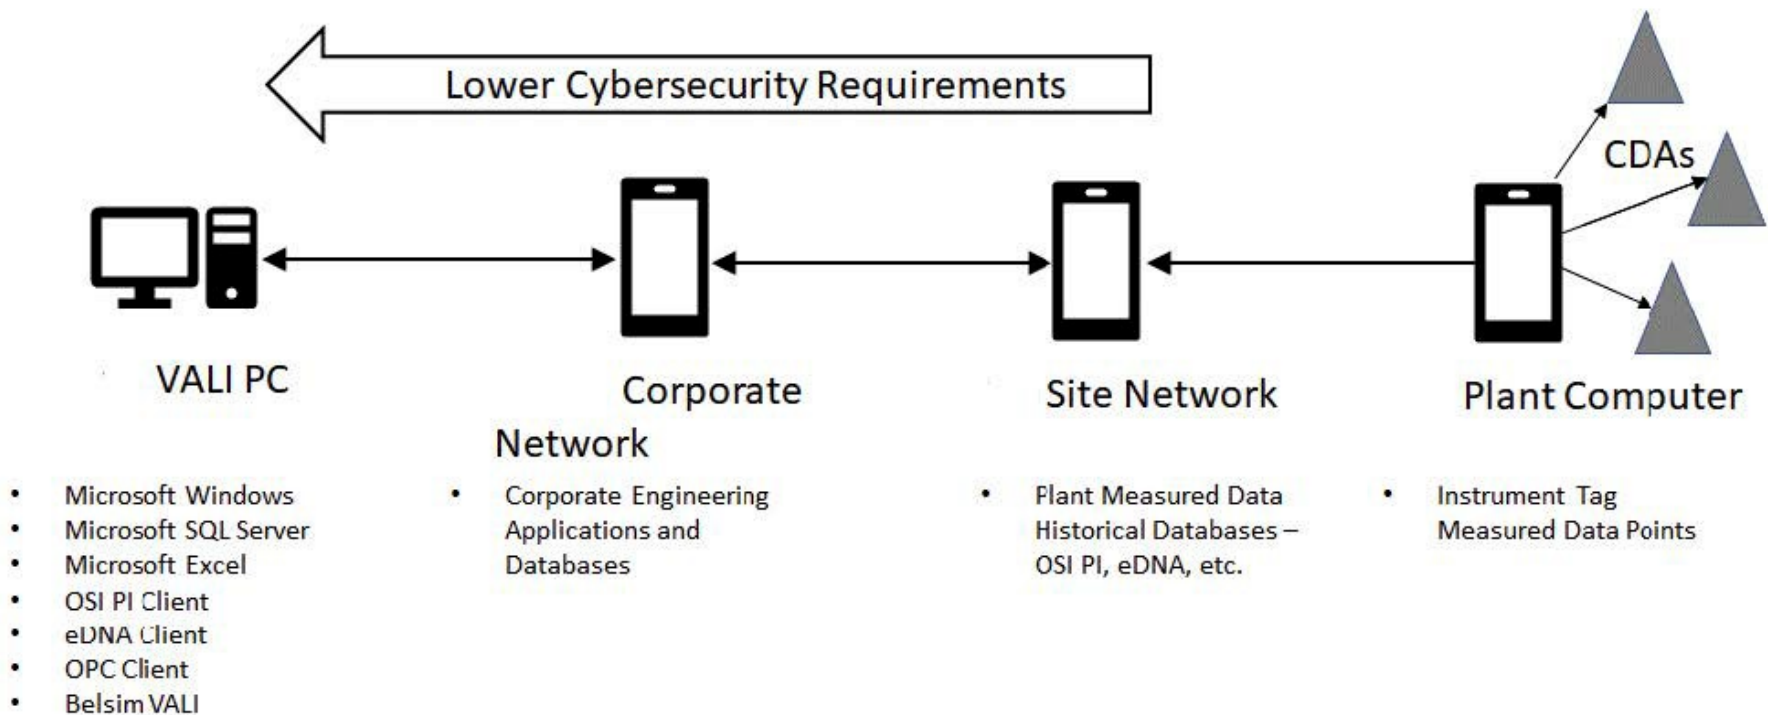 Lower Cybersecurity Requirements
CDAs
VALI PC
Corporate
Network
Site Network
Plant Computer
• Microsoft Windows
• Microsoft SQL Server
• Microsoft Excel
• OSI PI Client
• eDNA Client
• OPC Client
• Belsim VALI
• Corporate Engineering
Applications and
Databases
• Plant Measured Data
Historical Databases –
OSI PI, eDNA, etc.
• Instrument Tag
Measured Data Points